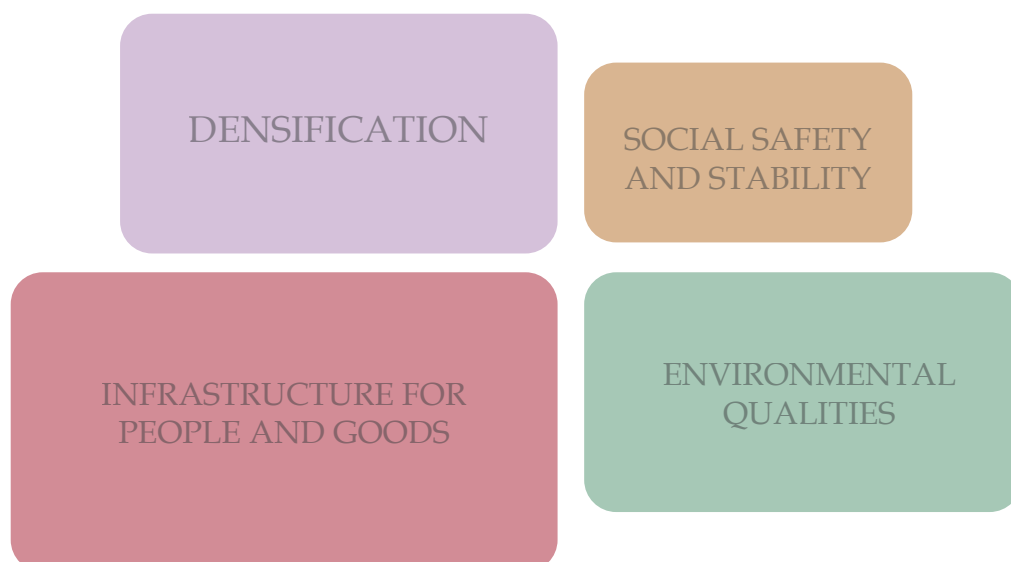 DENSIFICATION
SOCIAL SAFETY
AND STABILITY
INFRASTRUCTURE FOR
PEOPLE AND GOODS
ENVIRONMENTAL
QUALITIES